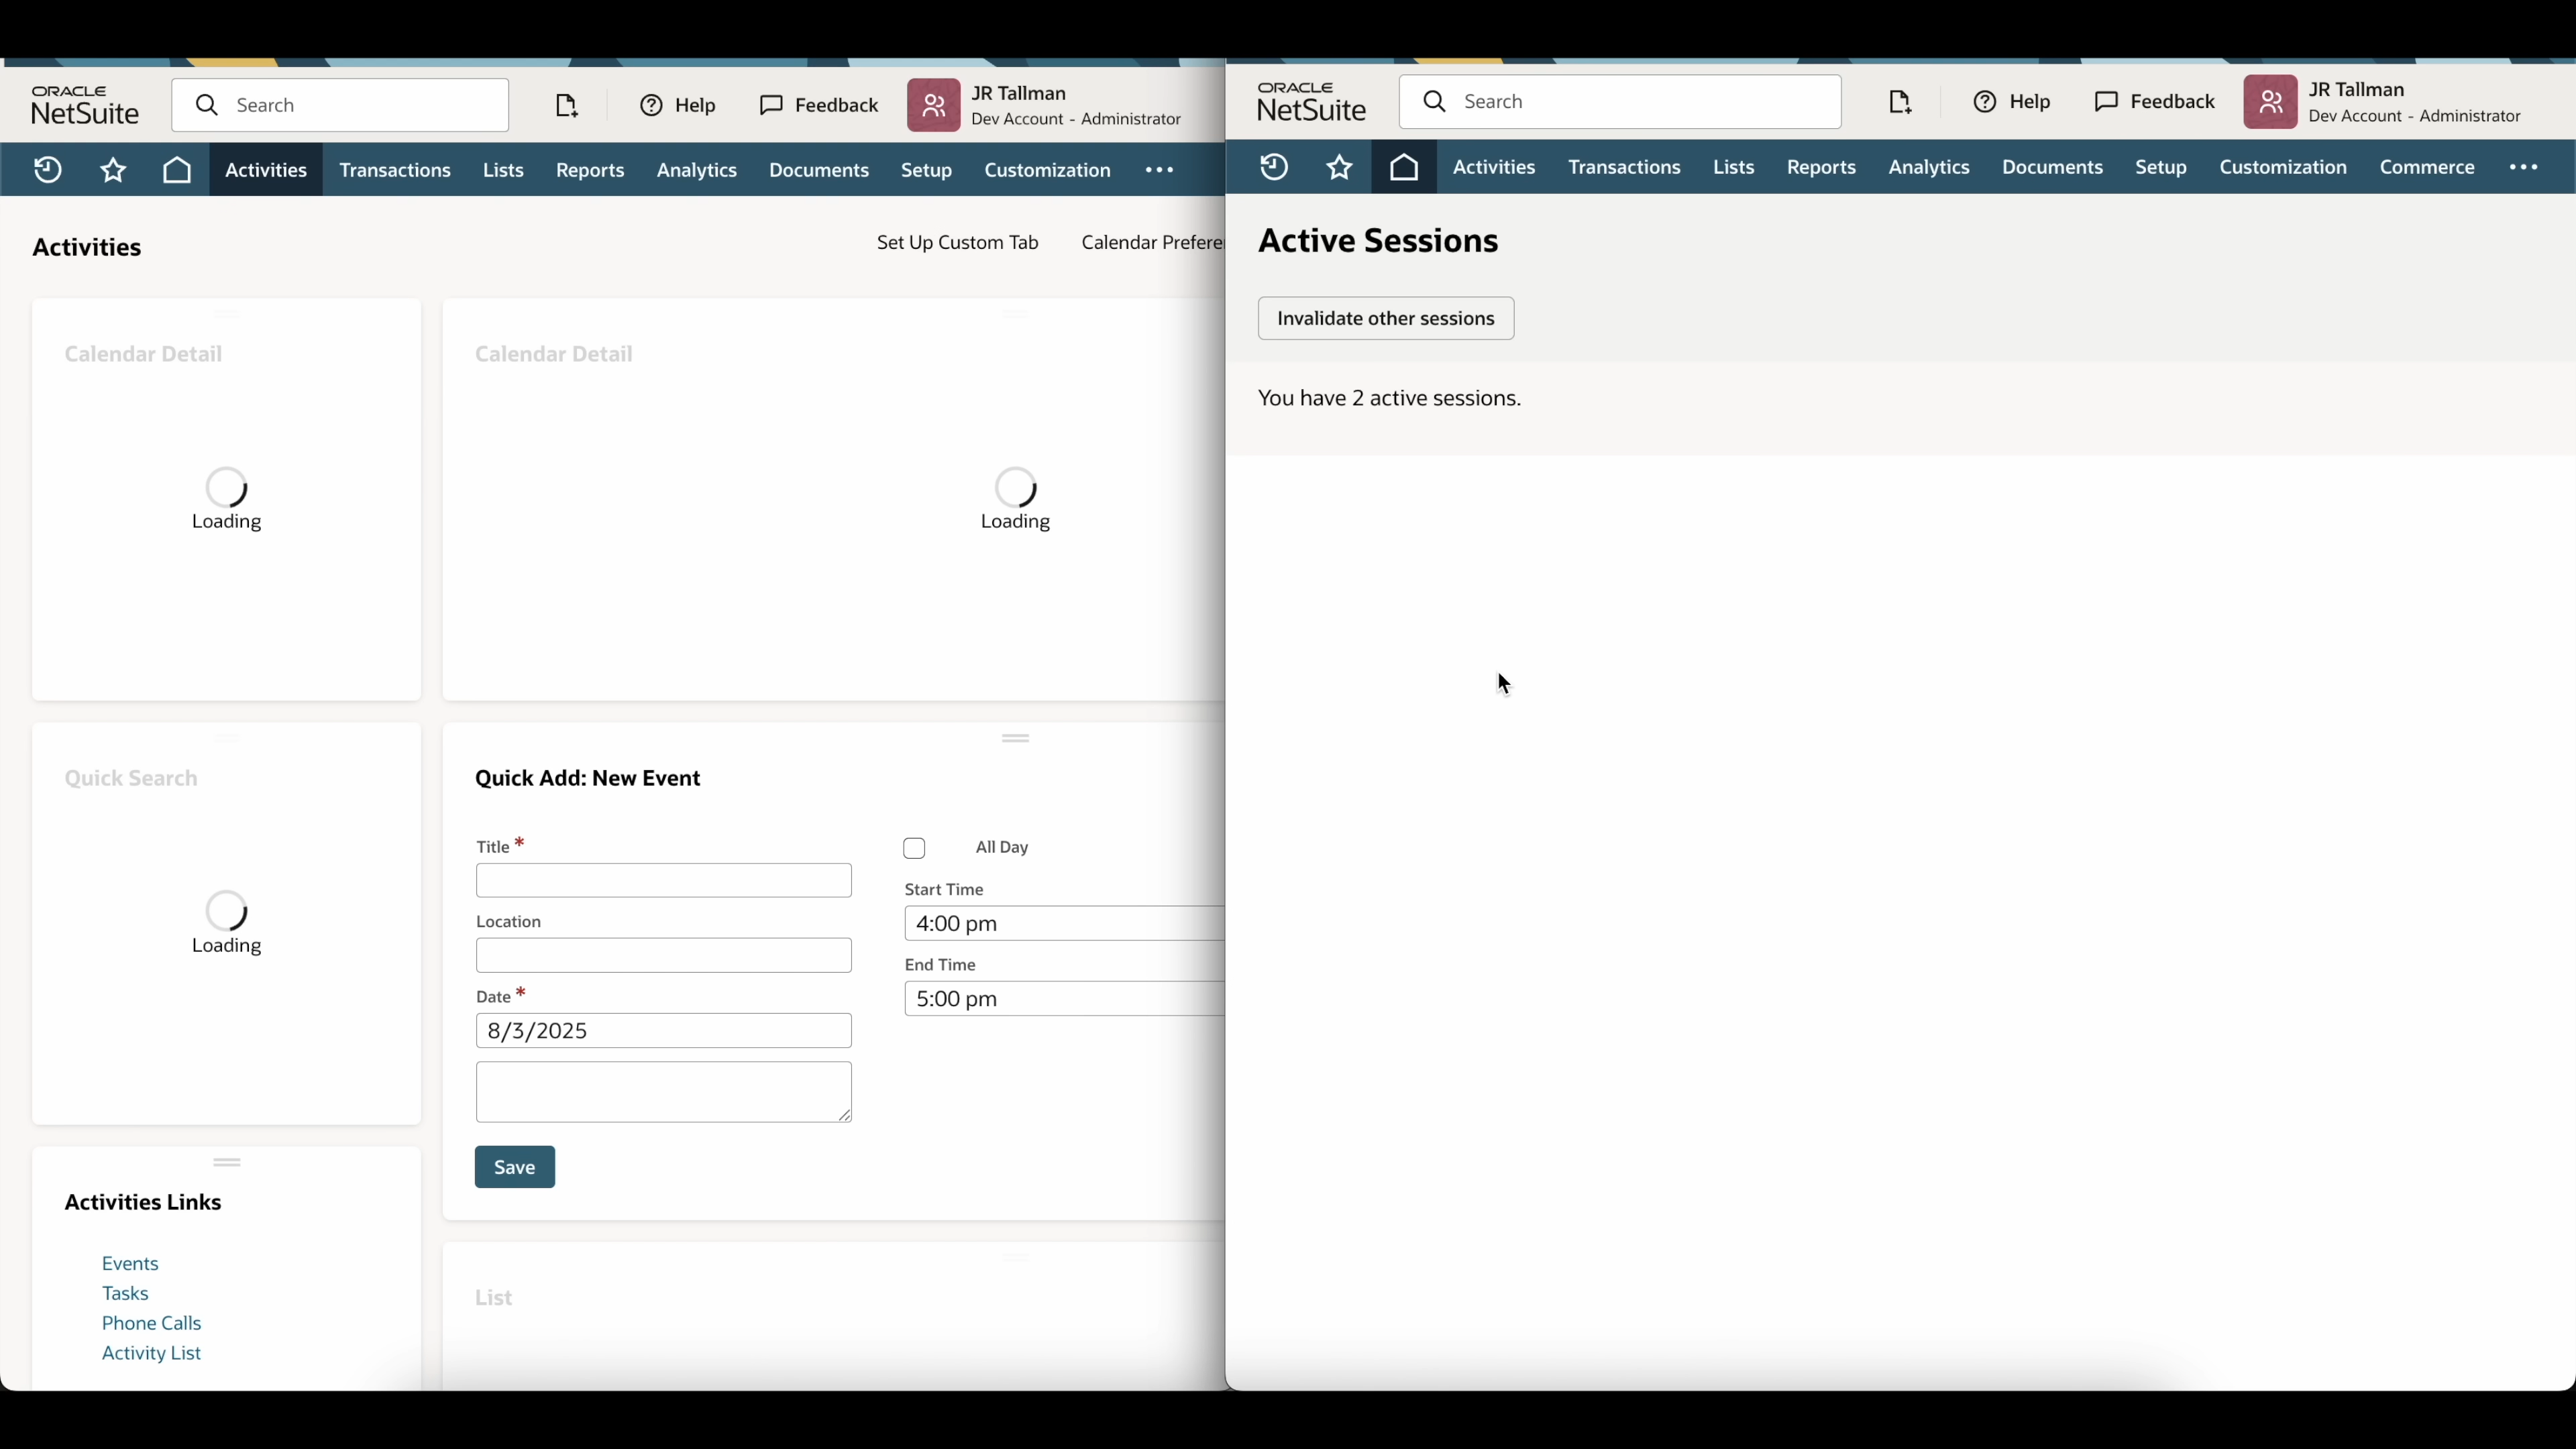 ORACLE
NetSuite
Search
Help
Feedback
JR Tallman
Dev Account - Administrator
Activities
Transactions
Lists
Reports
Analytics
Documents
Setup
Customization
Activities
Set Up Custom Tab
Calendar Prefere
Calendar Detail
Loading
Calendar Detail
Loading
Quick Search
Loading
Quick Add: New Event
Title *
Location
Date *
8/3/2025
All Day
Start Time
4:00 pm
End Time
5:00 pm
Save
Activities Links
Events
Tasks
Phone Calls
Activity List
List
ORACLE
NetSuite
Search
Help
Feedback
JR Tallman
Dev Account - Administrator
Activities
Transactions
Lists
Reports
Analytics
Documents
Setup
Customization
Commerce
Active Sessions
Invalidate other sessions
You have 2 active sessions.